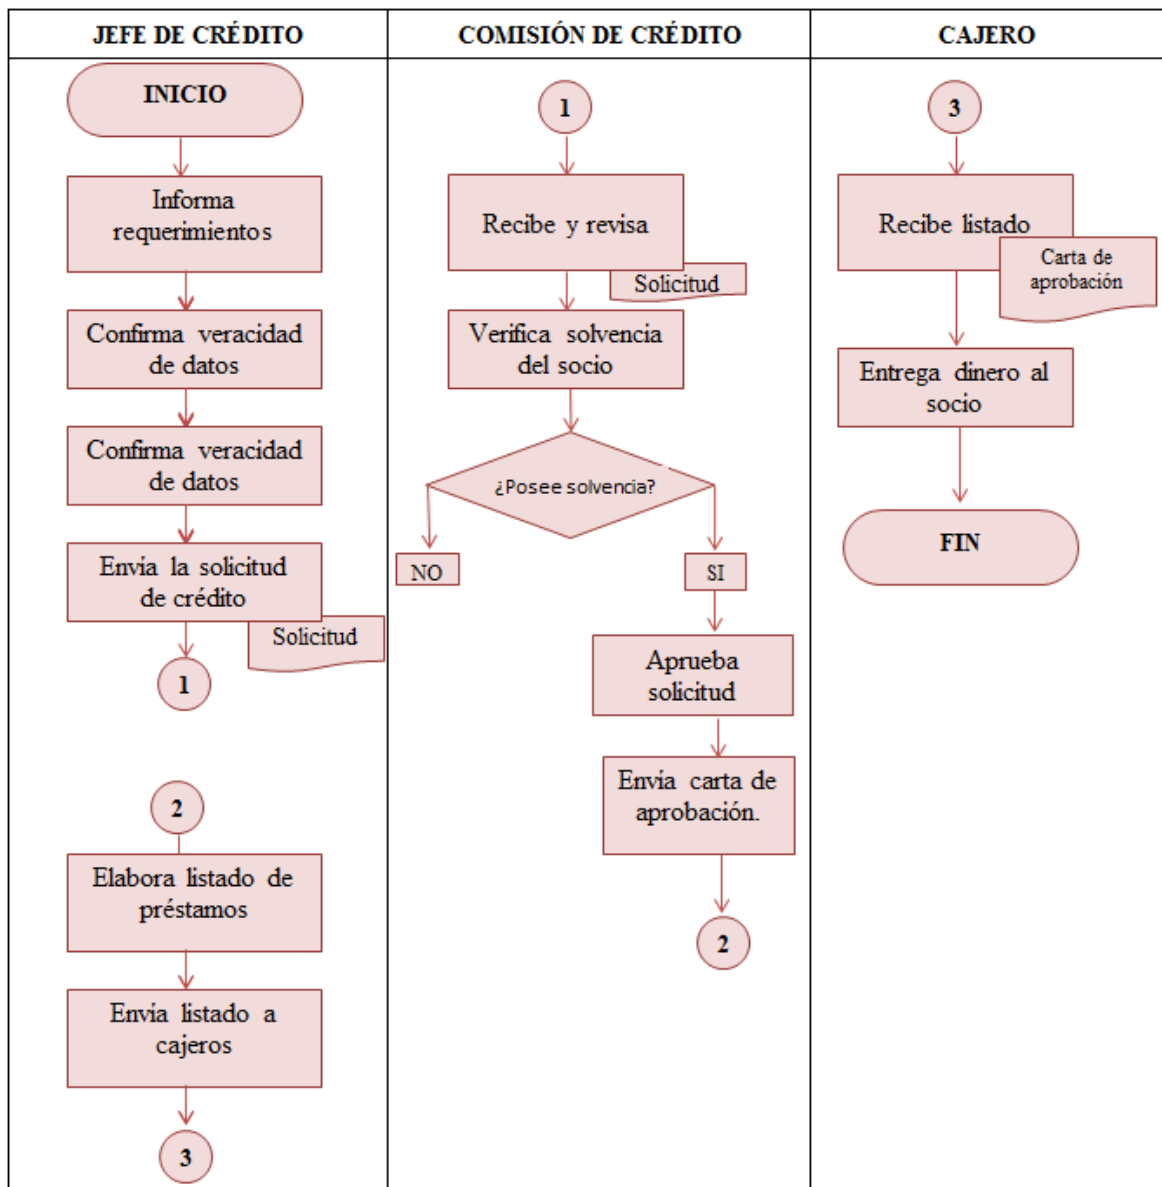 JEFE DE CRÉDITO
INICIO
Informa
requerimientos
Confirma veracidad
de datos
Confirma veracidad
de datos
Envía la solicitud
de crédito
Solicitud
1
2
Elabora listado de
préstamos
Envía listado a
cajeros
3
COMISIÓN DE CRÉDITO
1
Recibe y revisa
Solicitud
Verifica solvencia
del socio
¿Posee solvencia?
NO
SI
Aprueba
solicitud
Envía carta de
aprobación.
2
CAJERO
3
Recibe listado
Carta de
aprobación
Entrega dinero al
socio
FIN